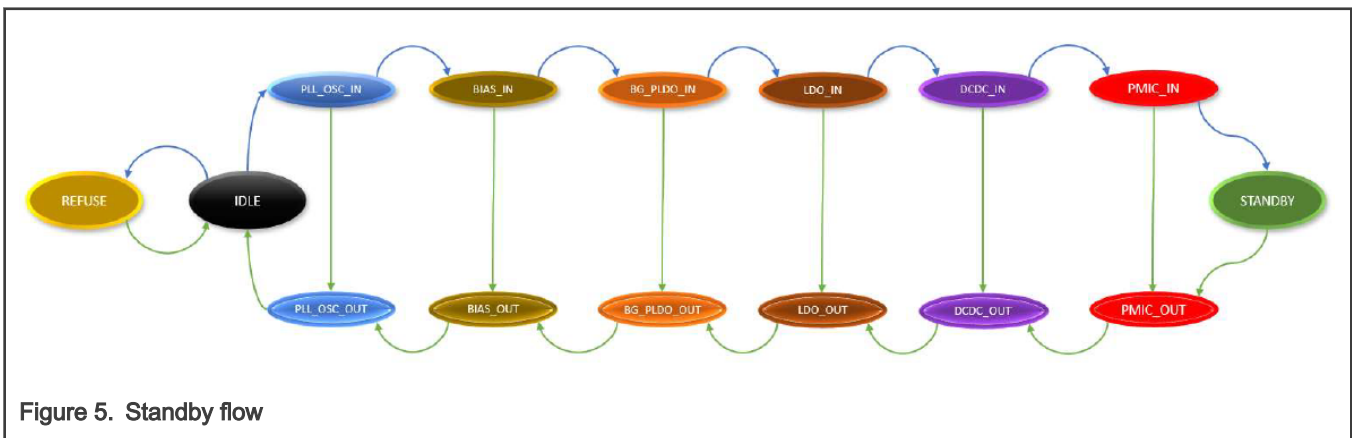 PLL_OSC_IN
BIAS_IN
BG_PLDO_IN
LDO_IN
DCDC_IN
PMIC_IN
REFUSE
IDLE
STANDBY
PLL_OSC_OUT
BIAS_OUT
BG_PLDO_OUT
LDO_OUT
DCDC_OUT
PMIC_OUT
Figure 5. Standby flow